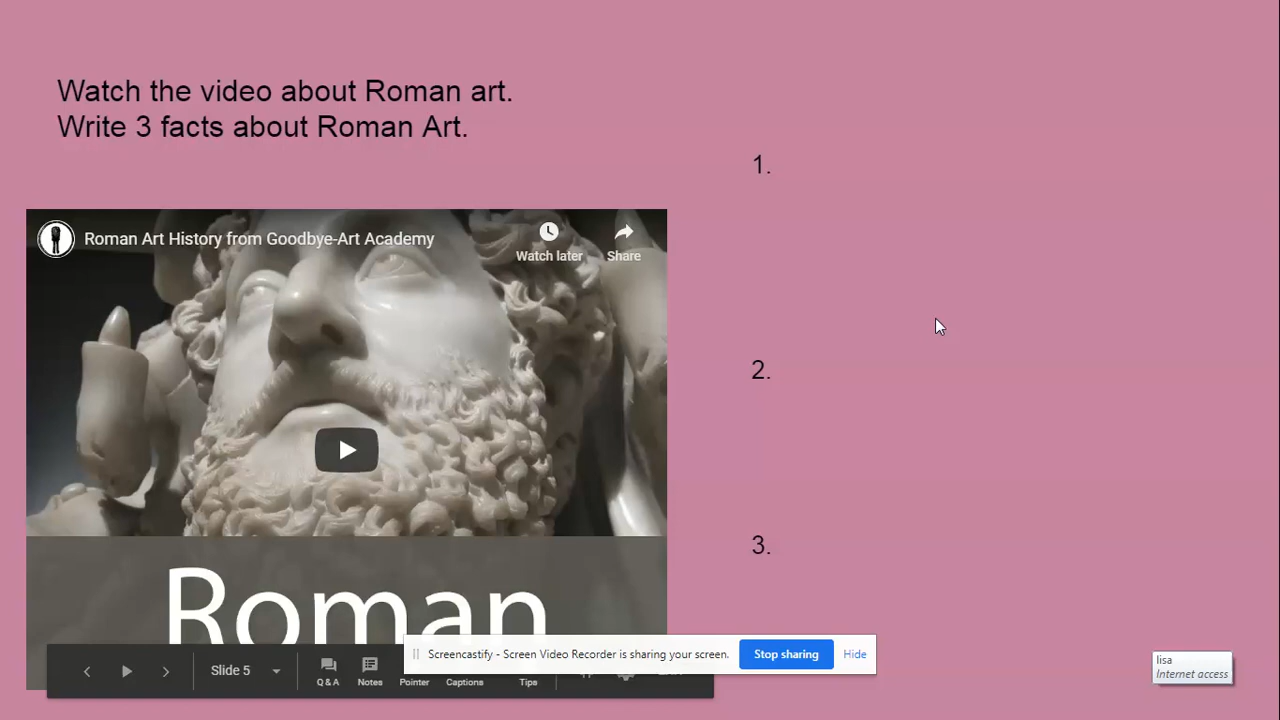 Watch the video about Roman art.
Write 3 facts about Roman Art.
1.
Roman Art History from Goodbye-Art Academy
Watch later
Share
2.
3.
Roman
Screencastify - Screen Video Recorder is sharing your screen.
Stop sharing
Hide
Slide 5
Q & A
Notes
Pointer
Captions
Tips
lisa
Internet access